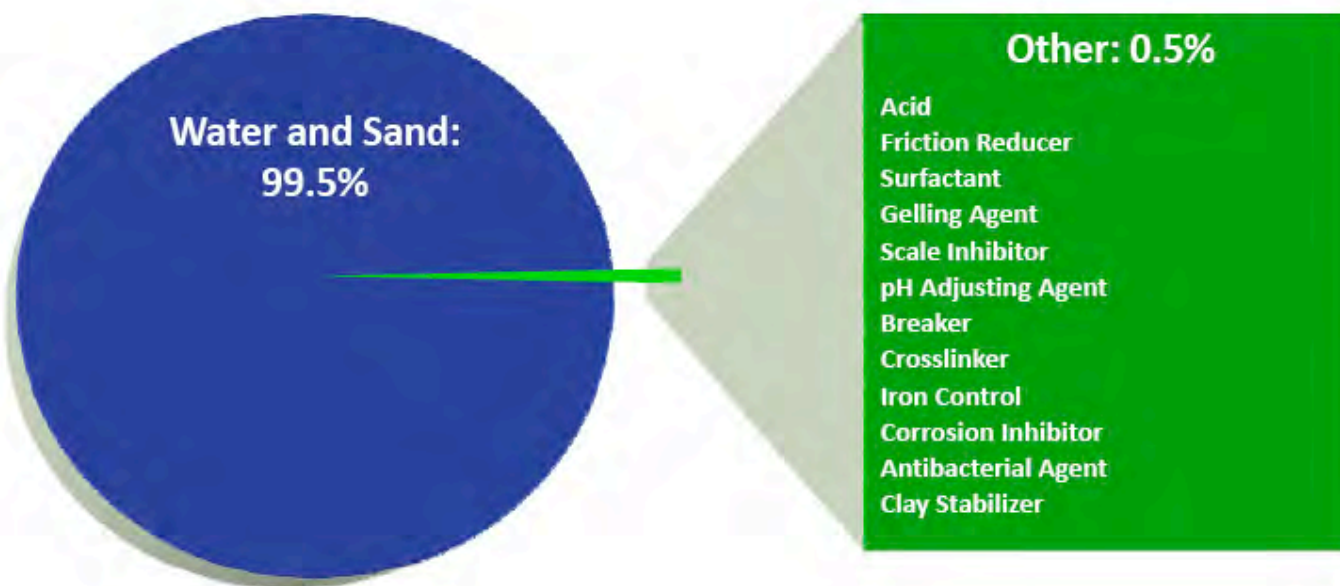 Water and Sand:
99.5%
Other: 0.5%
Acid
Friction Reducer
Surfactant
Gelling Agent
Scale Inhibitor
pH Adjusting Agent
Breaker
Crosslinker
Iron Control
Corrosion Inhibitor
Antibacterial Agent
Clay Stabilizer